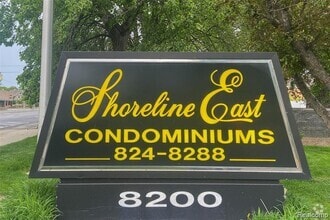 Shoreline East
CONDOMINIUMS
824-8288
8200